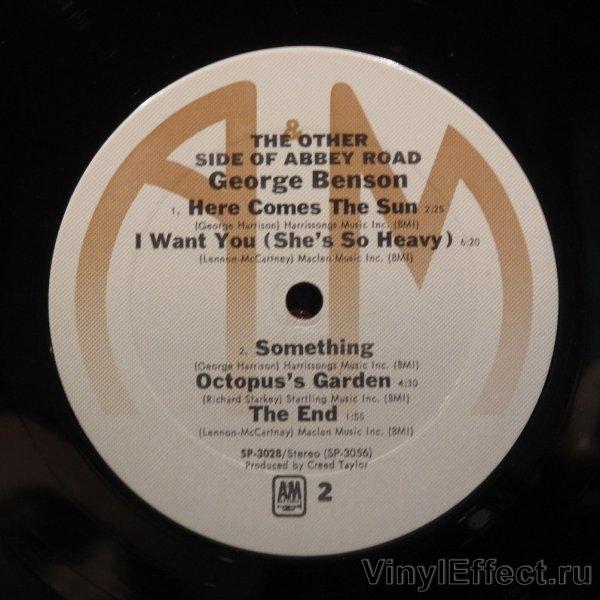 A&M
THE OTHER
SIDE OF ABBEY ROAD
George Benson
1. Here Comes The Sun 2:25
(George Harrison) Harrissongs Music Inc. (BMI)
I Want You (She's So Heavy) 6:20
(Lennon-McCartney) Maclen Music Inc. (BMI)
2. Something
(George Harrison) Harrissongs Music Inc. (BMI)
Octopus's Garden 4:30
(Richard Starkey) Startling Music Inc. (BMI)
The End 1:55
(Lennon-McCartney) Maclen Music Inc. (BMI)
SP-3028/Stereo (SP-3056)
Produced by Creed Taylor
A&M 2
VinylEffect.ru